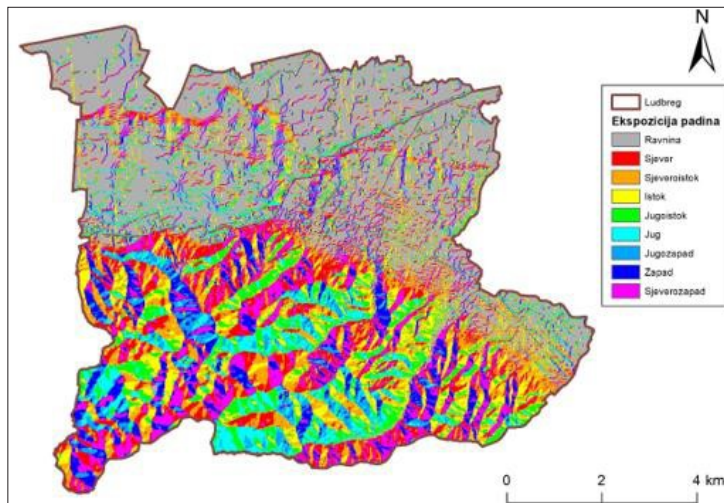 N
Ludbreg
Ekspozicija padina
Ravnina
Sjever
Sjeveroistok
Istok
Jugoistok
Jug
Jugozapad
Zapad
Sjeverozapad
0 2 4 km